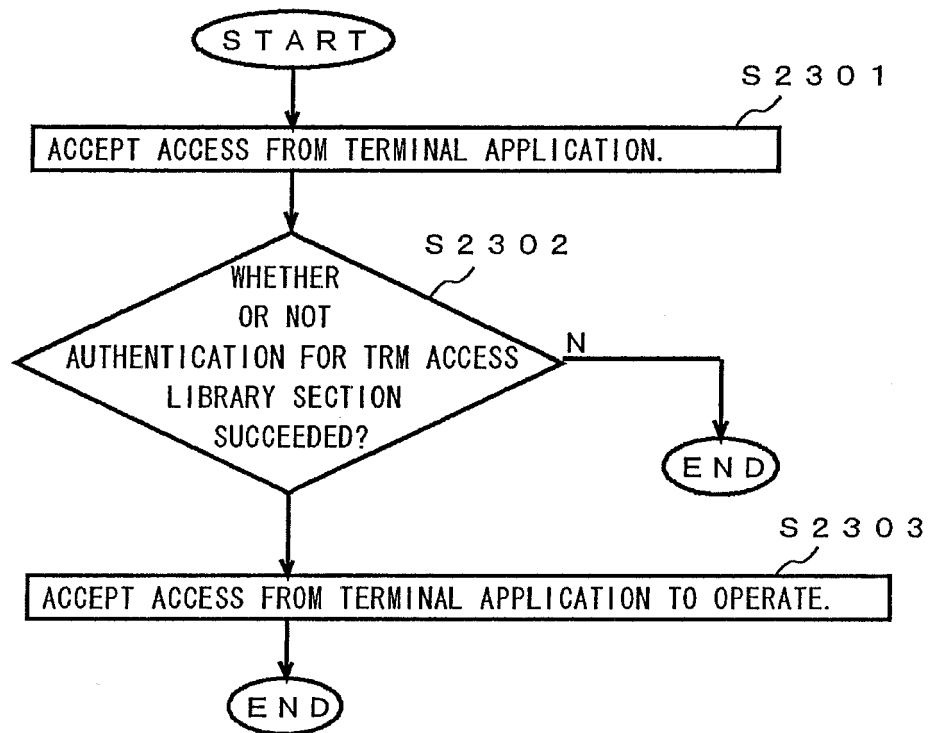 START
S2301
ACCEPT ACCESS FROM TERMINAL APPLICATION.
S2302
WHETHER
OR NOT
AUTHENTICATION FOR TRM ACCESS
LIBRARY SECTION
SUCCEEDED?
N
END
S2303
ACCEPT ACCESS FROM TERMINAL APPLICATION TO OPERATE.
END